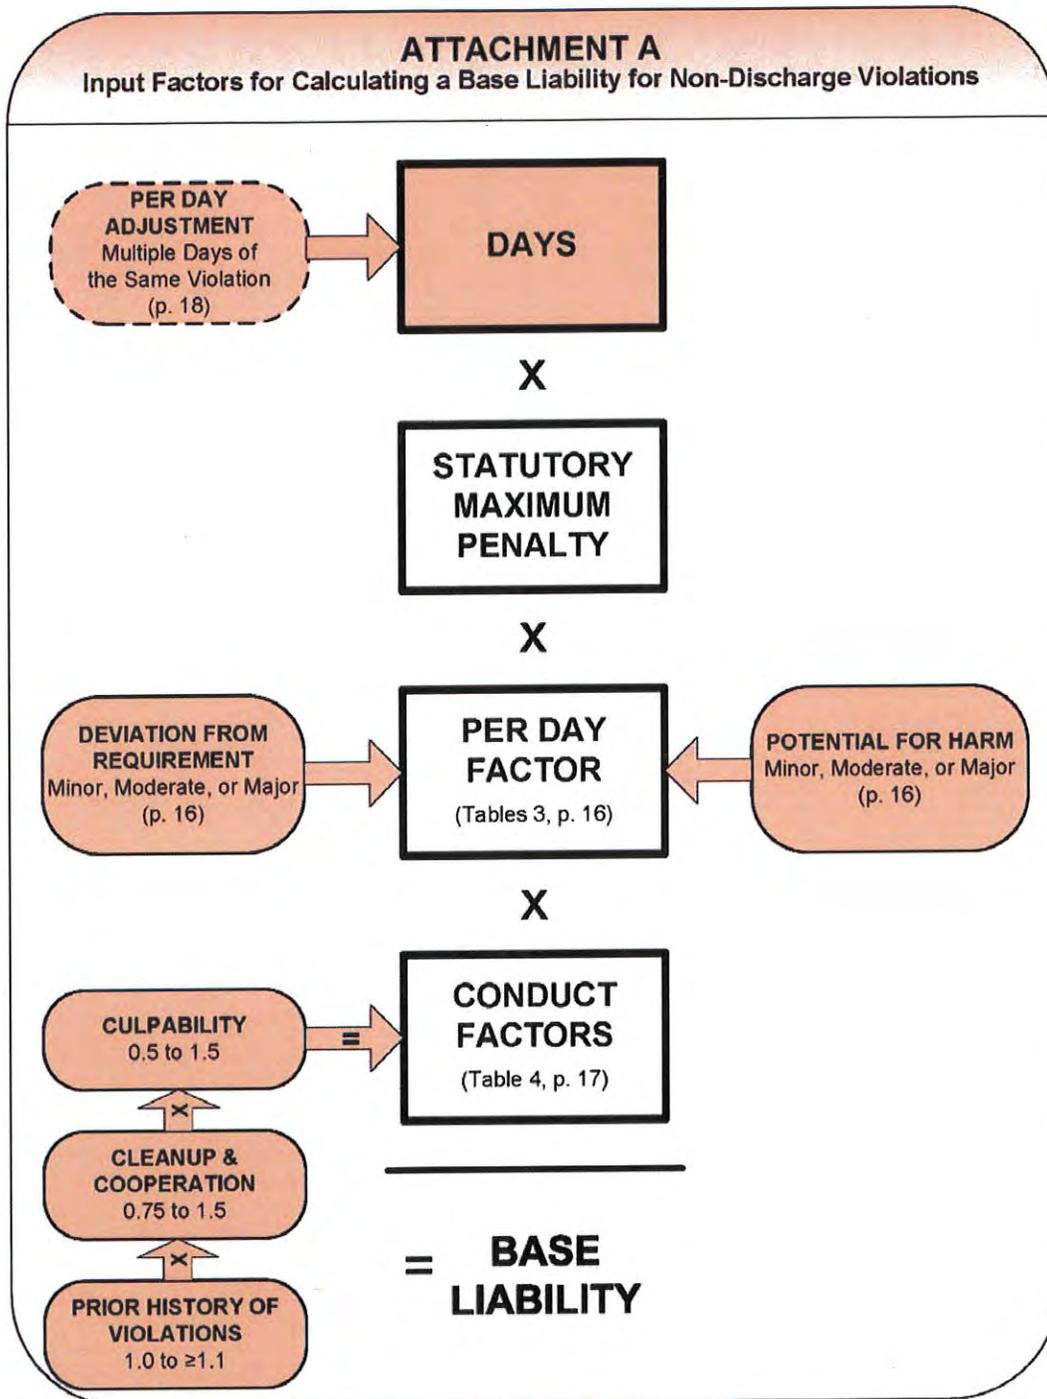 ATTACHMENT A
Input Factors for Calculating a Base Liability for Non-Discharge Violations
PER DAY
ADJUSTMENT
Multiple Days of
the Same Violation
(p. 18)
DAYS
X
STATUTORY
MAXIMUM
PENALTY
X
DEVIATION FROM
REQUIREMENT
Minor, Moderate, or Major
(p. 16)
PER DAY
FACTOR
(Tables 3, p. 16)
POTENTIAL FOR HARM
Minor, Moderate, or Major
(p. 16)
X
CULPABILITY
0.5 to 1.5
=
CONDUCT
FACTORS
(Table 4, p. 17)
X
CLEANUP &
COOPERATION
0.75 to 1.5
X
PRIOR HISTORY OF
VIOLATIONS
1.0 to ≥1.1
= BASE
LIABILITY